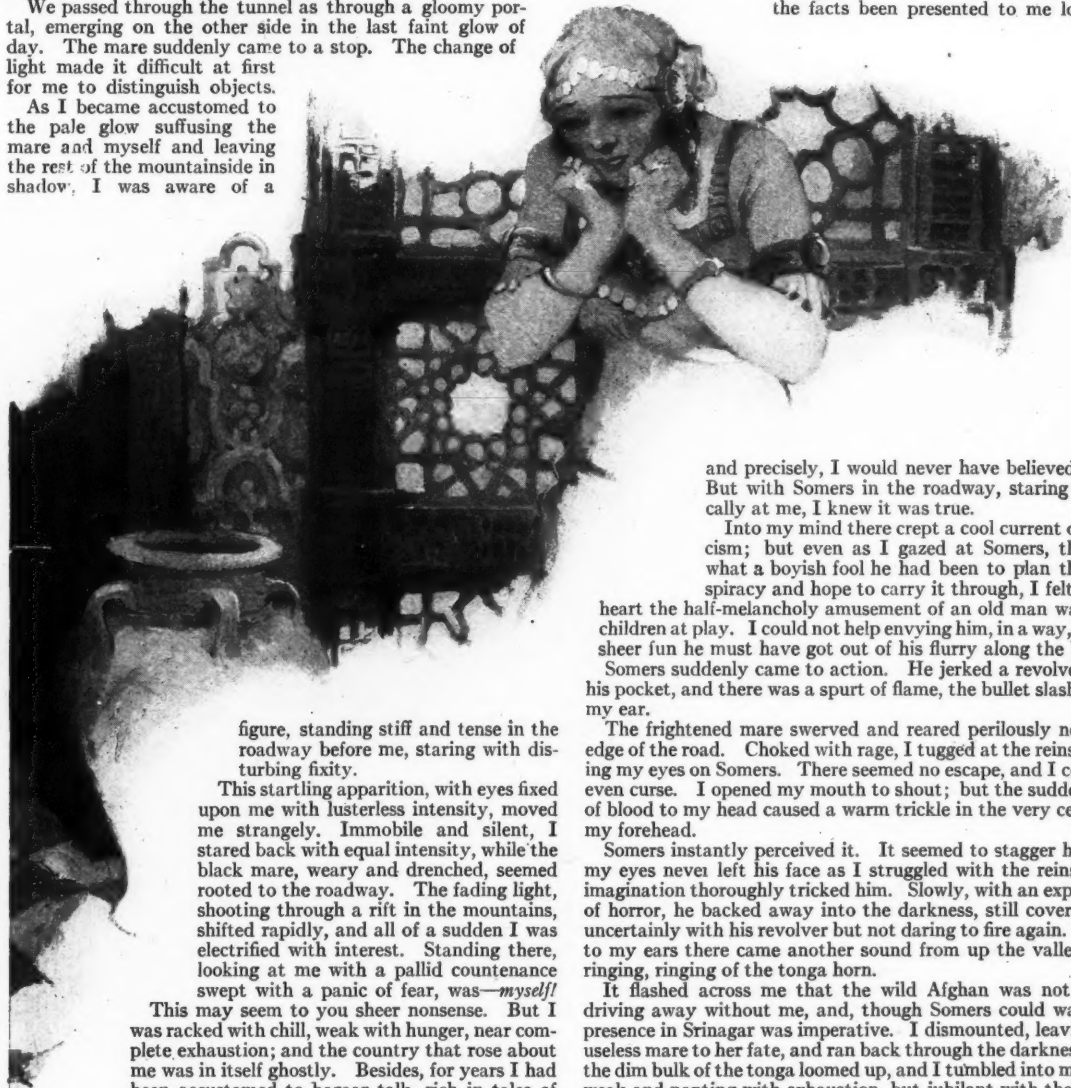 We passed through the tunnel as through a gloomy por-
tal, emerging on the other side in the last faint glow of
day. The mare suddenly came to a stop. The change of
light made it difficult at first
for me to distinguish objects.
As I became accustomed to
the pale glow suffusing the
mare and myself and leaving
the rest of the mountainside in
shadow, I was aware of a
figure, standing stiff and tense in the
roadway before me, staring with dis-
turbing fixity.
This startling apparition, with eyes fixed
upon me with lusterless intensity, moved
me strangely. Immobile and silent, I
stared back with equal intensity, while the
black mare, weary and drenched, seemed
rooted to the roadway. The fading light,
shooting through a rift in the mountains,
shifted rapidly, and all of a sudden I was
electrified with interest. Standing there,
looking at me with a pallid countenance
swept with a panic of fear, was—myself!
This may seem to you sheer nonsense. But I
was racked with chill, weak with hunger, near com-
plete exhaustion; and the country that rose about
me was in itself ghostly. Besides, for years I had
been accustomed to bazaar talk, rich in tales of
the facts been presented to me
and precisely, I would never have believed
But with Somers in the roadway, staring
cally at me, I knew it was true.
Into my mind there crept a cool current
cism; but even as I gazed at Somers,
what a boyish fool he had been to plan
spiracy and hope to carry it through, I felt
heart the half-melancholy amusement of an old man
children at play. I could not help envying him, in a way,
sheer fun he must have got out of his flurry along the
Somers suddenly came to action. He jerked a revolve
his pocket, and there was a spurt of flame, the bullet slash
my ear.
The frightened mare swerved and reared perilously
edge of the road. Choked with rage, I tugged at the reins
ing my eyes on Somers. There seemed no escape, and I
even curse. I opened my mouth to shout; but the sudde
of blood to my head caused a warm trickle in the very
my forehead.
Somers instantly perceived it. It seemed to stagger
my eyes never left his face as I struggled with the reins
imagination thoroughly tricked him. Slowly, with an exp
of horror, he backed away into the darkness, still cover
uncertainly with his revolver but not daring to fire again.
to my ears there came another sound from up the valle
ringing, ringing of the tonga horn.
It flashed across me that the wild Afghan was not
driving away without me, and, though Somers could
presence in Srinagar was imperative. I dismounted, leav
useless mare to her fate, and ran back through the darknes
the dim bulk of the tonga loomed up, and I tumbled into
weak and panting with exhaustion, but jubilant with